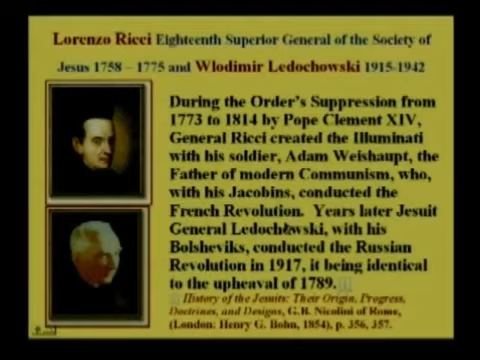 Lorenzo Ricci Eighteenth Superior General of the Society of
Jesus 1758 – 1775 and Wlodimir Ledochowski 1915-1942
During the Order's Suppression from
1773 to 1814 by Pope Clement XIV,
General Ricci created the Illuminati
with his soldier, Adam Weishaupt, the
Father of modern Communism, who,
with his Jacobins, conducted the
French Revolution. Years later Jesuit
General Ledochowski, with his
Bolsheviks, conducted the Russian
Revolution in 1917, it being identical
to the upheaval of 1789.[1]
History of the Jesuits: Their Origin, Progress,
Doctrines, and Designs, G.B. Nicolini of Rome,
(London: Henry G. Bohn, 1854), p. 356, 357.